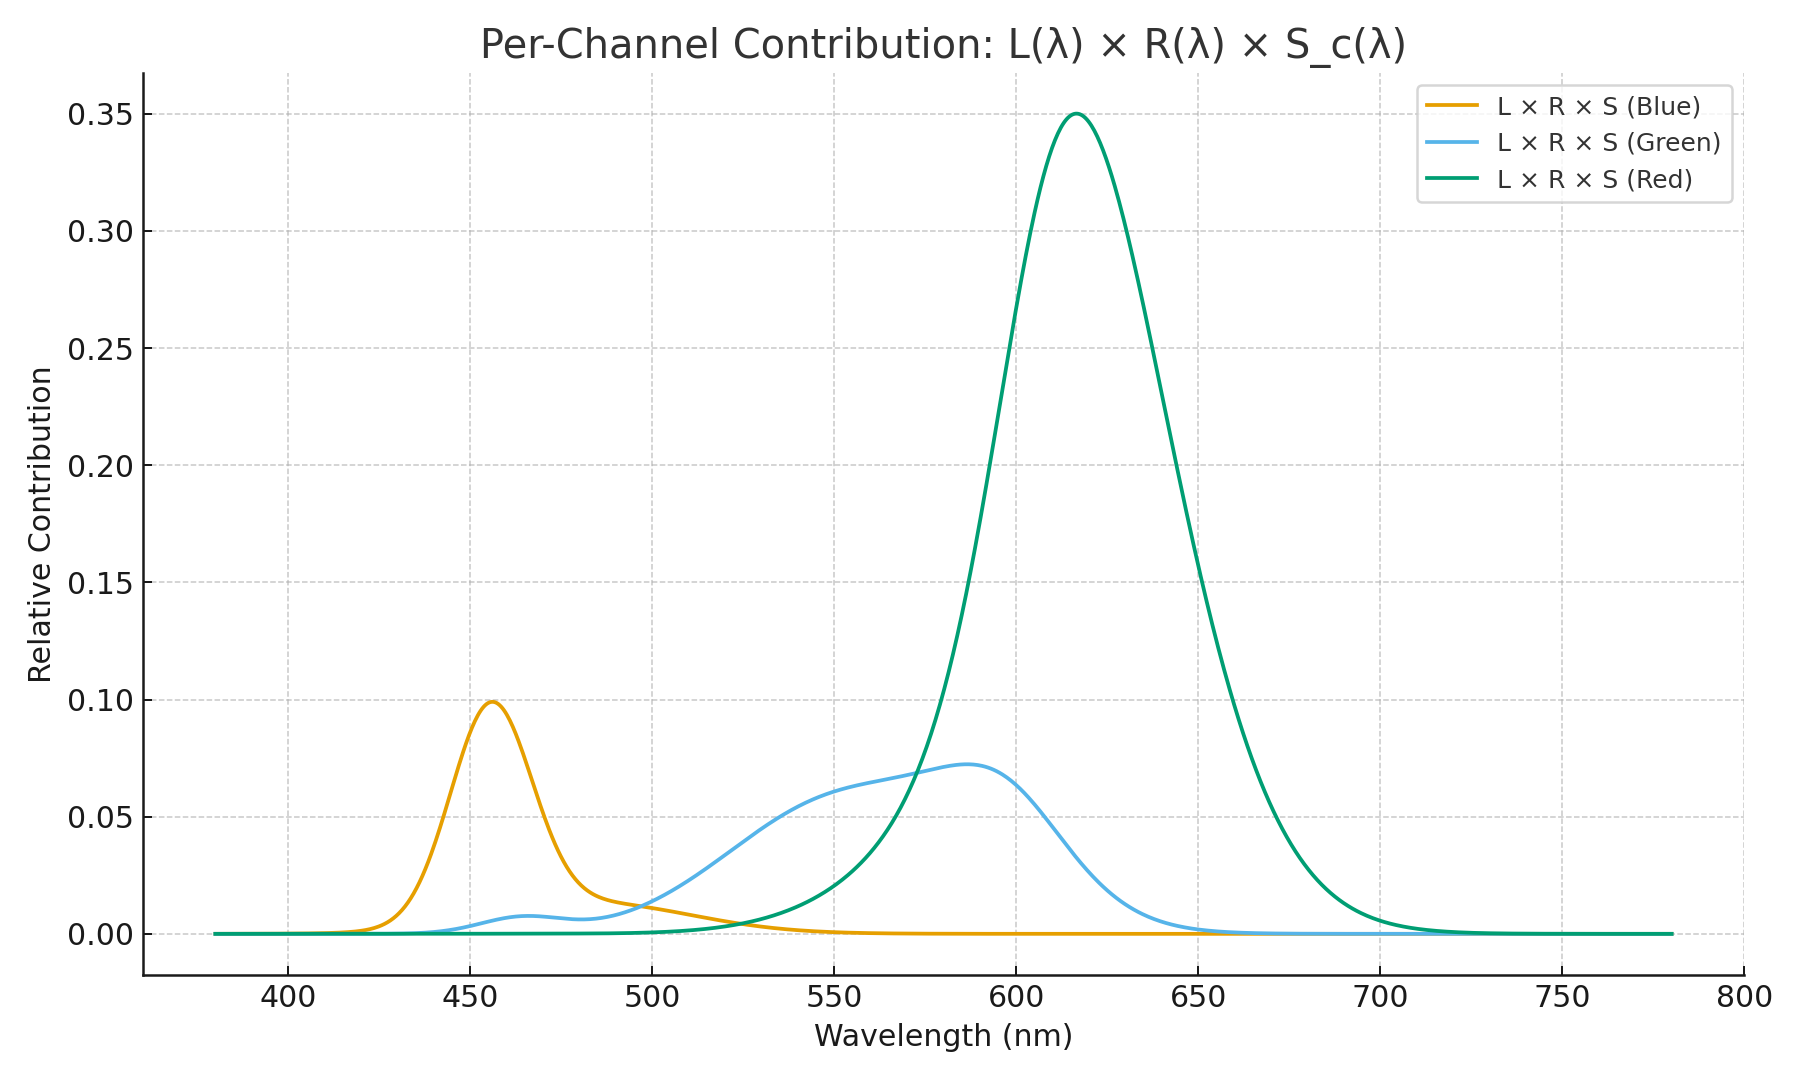 Per-Channel Contribution: L(λ) × R(λ) × S_c(λ)
L × R × S (Blue)
L × R × S (Green)
L × R × S (Red)
Relative Contribution
0.35
0.30
0.25
0.20
0.15
0.10
0.05
0.00
400 450 500 550 600 650 700 750 800
Wavelength (nm)